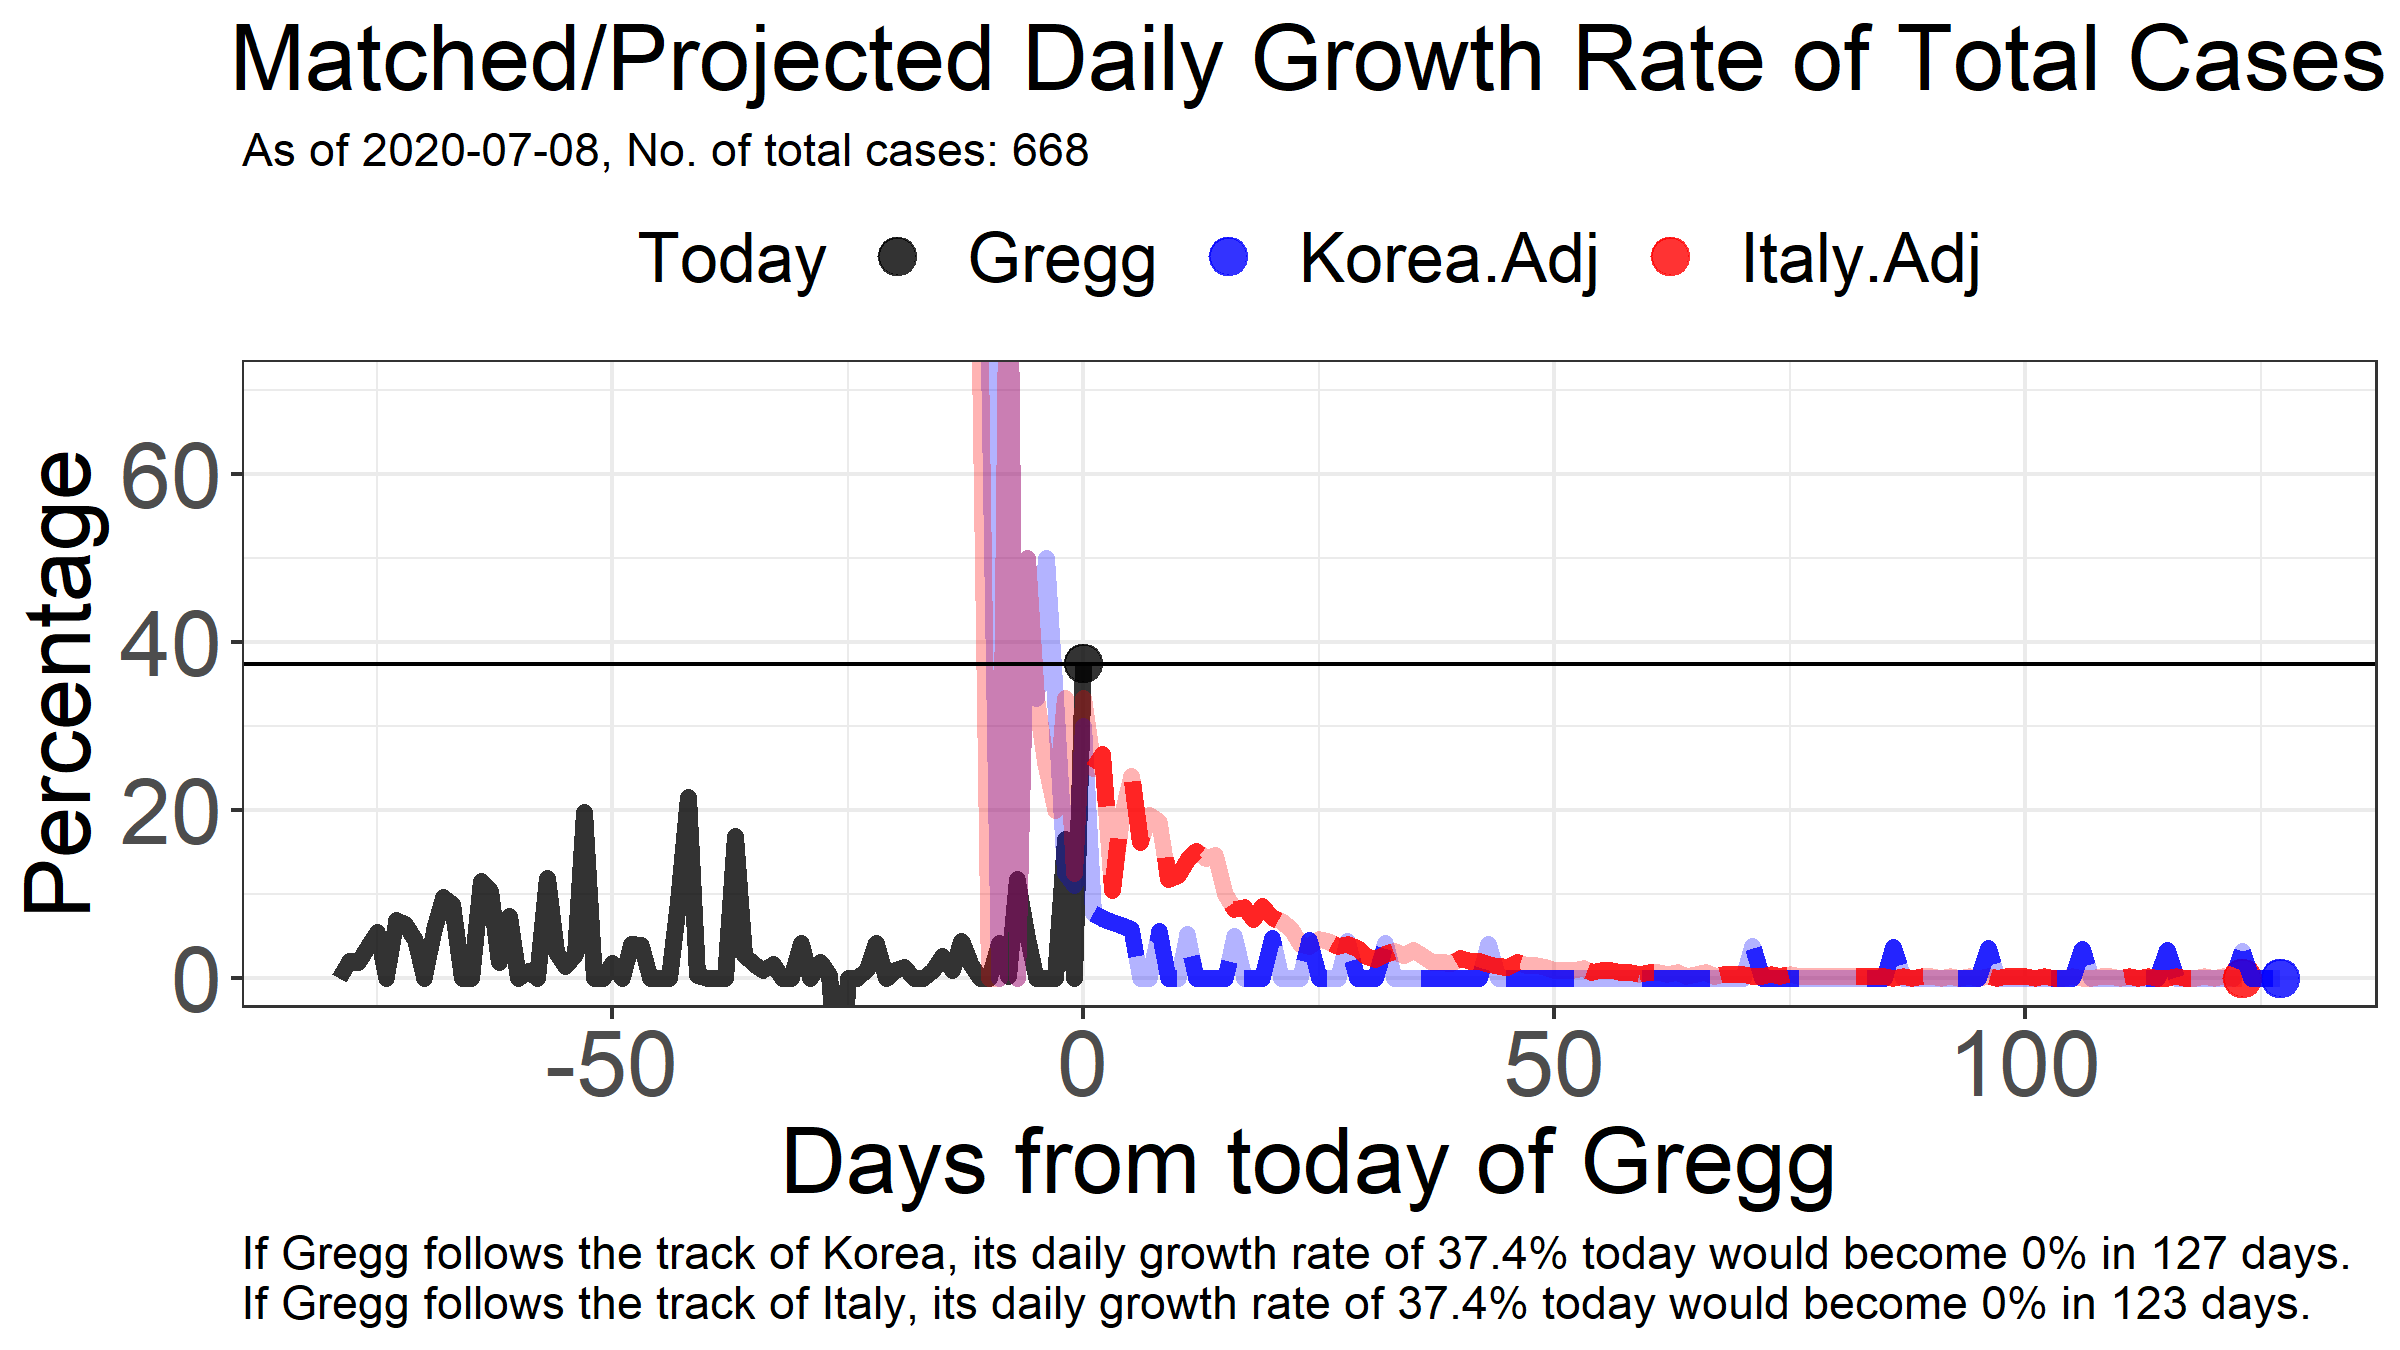 Matched/Projected Daily Growth Rate of Total Cases
As of 2020-07-08, No. of total cases: 668
Today Gregg Korea.Adj Italy.Adj
Percentage
60
40
20
0
-50 0 50 100
Days from today of Gregg
If Gregg follows the track of Korea, its daily growth rate of 37.4% today would become 0% in 127 days.
If Gregg follows the track of Italy, its daily growth rate of 37.4% today would become 0% in 123 days.